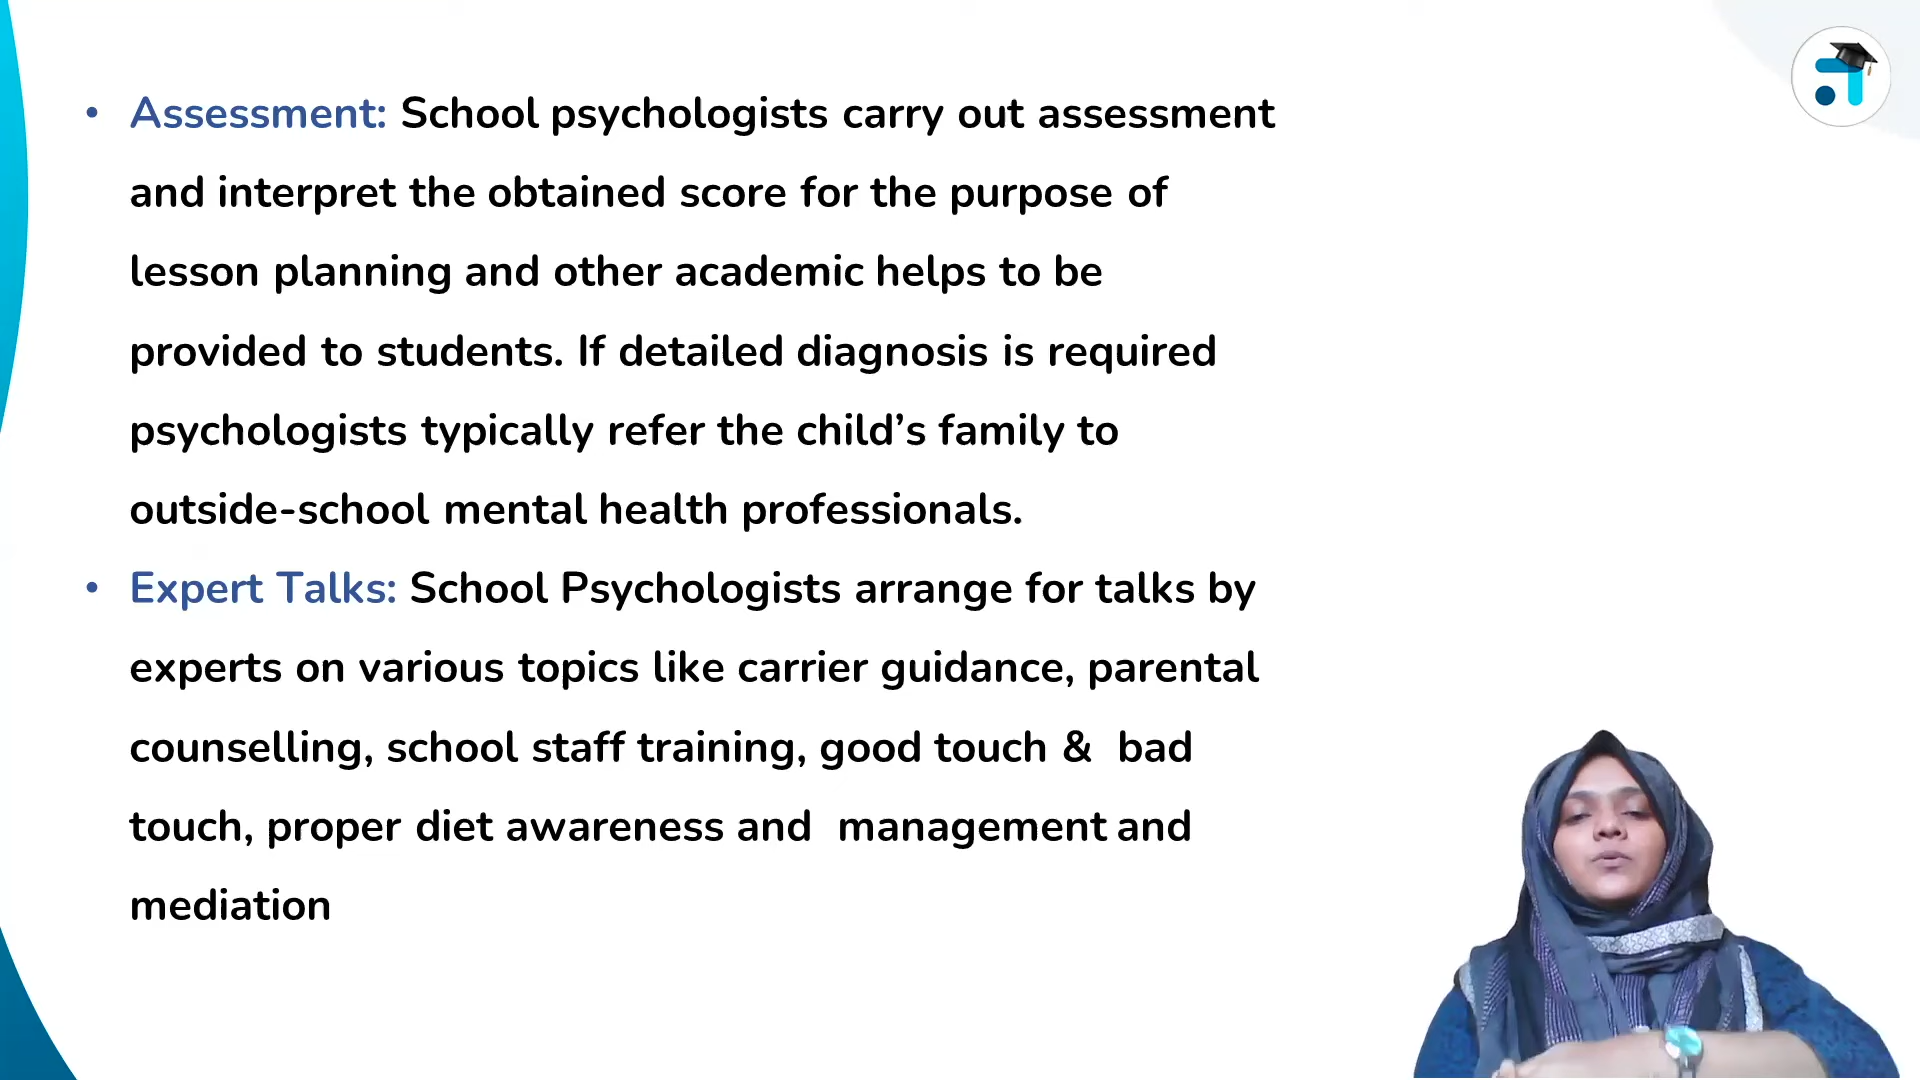 • Assessment: School psychologists carry out assessment
and interpret the obtained score for the purpose of
lesson planning and other academic helps to be
provided to students. If detailed diagnosis is required
psychologists typically refer the child’s family to
outside-school mental health professionals.
• Expert Talks: School Psychologists arrange for talks by
experts on various topics like carrier guidance, parental
counselling, school staff training, good touch &  bad
touch, proper diet awareness and  management and
mediation